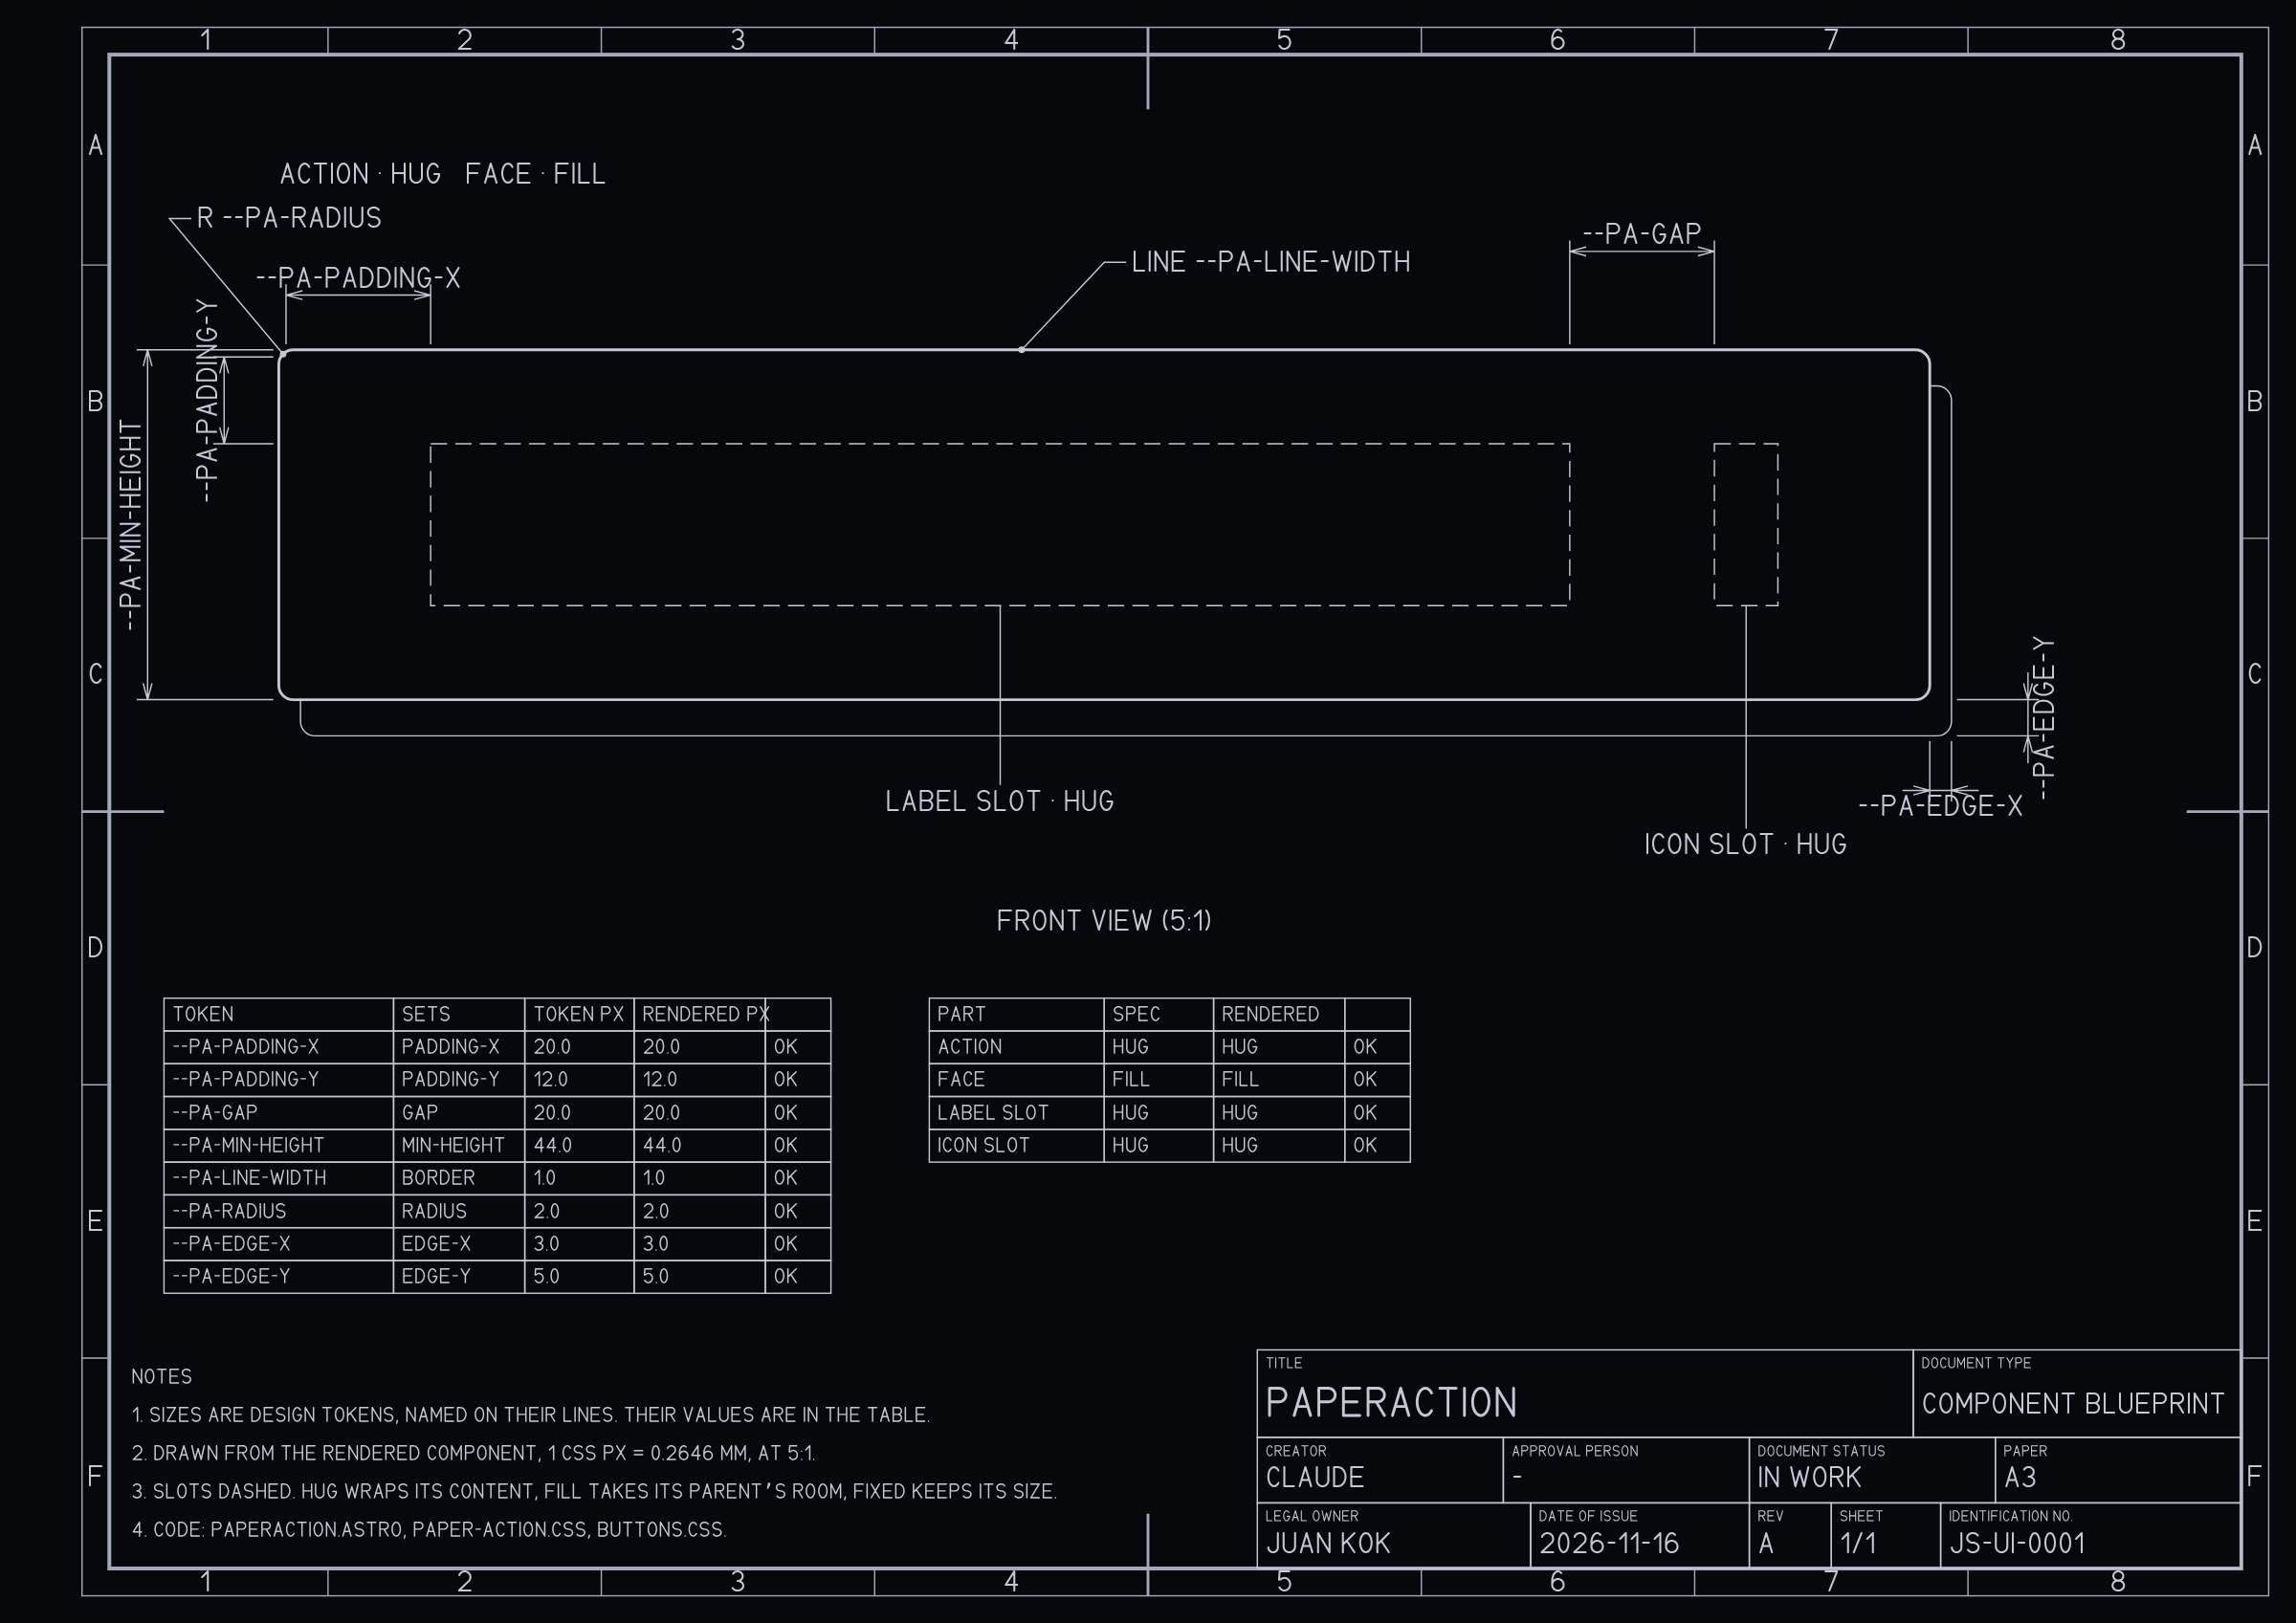 1 2 3 4 5 6 7 8
A A
ACTION · HUG FACE · FILL
R --PA-RADIUS
--PA-GAP
LINE --PA-LINE-WIDTH
--PA-PADDING-X
--PA-PADDING-Y
B B
--PA-MIN-HEIGHT
C C
--PA-EDGE-Y
LABEL SLOT · HUG
--PA-EDGE-X
ICON SLOT · HUG
FRONT VIEW (5:1)
D D
TOKEN SETS TOKEN PX RENDERED PX
--PA-PADDING-X PADDING-X 20.0 20.0 OK
--PA-PADDING-Y PADDING-Y 12.0 12.0 OK
--PA-GAP GAP 20.0 20.0 OK
--PA-MIN-HEIGHT MIN-HEIGHT 44.0 44.0 OK
--PA-LINE-WIDTH BORDER 1.0 1.0 OK
--PA-RADIUS RADIUS 2.0 2.0 OK
--PA-EDGE-X EDGE-X 3.0 3.0 OK
--PA-EDGE-Y EDGE-Y 5.0 5.0 OK
PART SPEC RENDERED
ACTION HUG HUG OK
FACE FILL FILL OK
LABEL SLOT HUG HUG OK
ICON SLOT HUG HUG OK
E E
NOTES
1. SIZES ARE DESIGN TOKENS, NAMED ON THEIR LINES. THEIR VALUES ARE IN THE TABLE.
2. DRAWN FROM THE RENDERED COMPONENT, 1 CSS PX = 0.2646 MM, AT 5:1.
3. SLOTS DASHED. HUG WRAPS ITS CONTENT, FILL TAKES ITS PARENT'S ROOM, FIXED KEEPS ITS SIZE.
4. CODE: PAPERACTION.ASTRO, PAPER-ACTION.CSS, BUTTONS.CSS.
F F
TITLE
PAPERACTION
DOCUMENT TYPE
COMPONENT BLUEPRINT
CREATOR
CLAUDE
APPROVAL PERSON
-
DOCUMENT STATUS
IN WORK
PAPER
A3
LEGAL OWNER
JUAN KOK
DATE OF ISSUE
2026-11-16
REV
A
SHEET
1/1
IDENTIFICATION NO.
JS-UI-0001
1 2 3 4 5 6 7 8